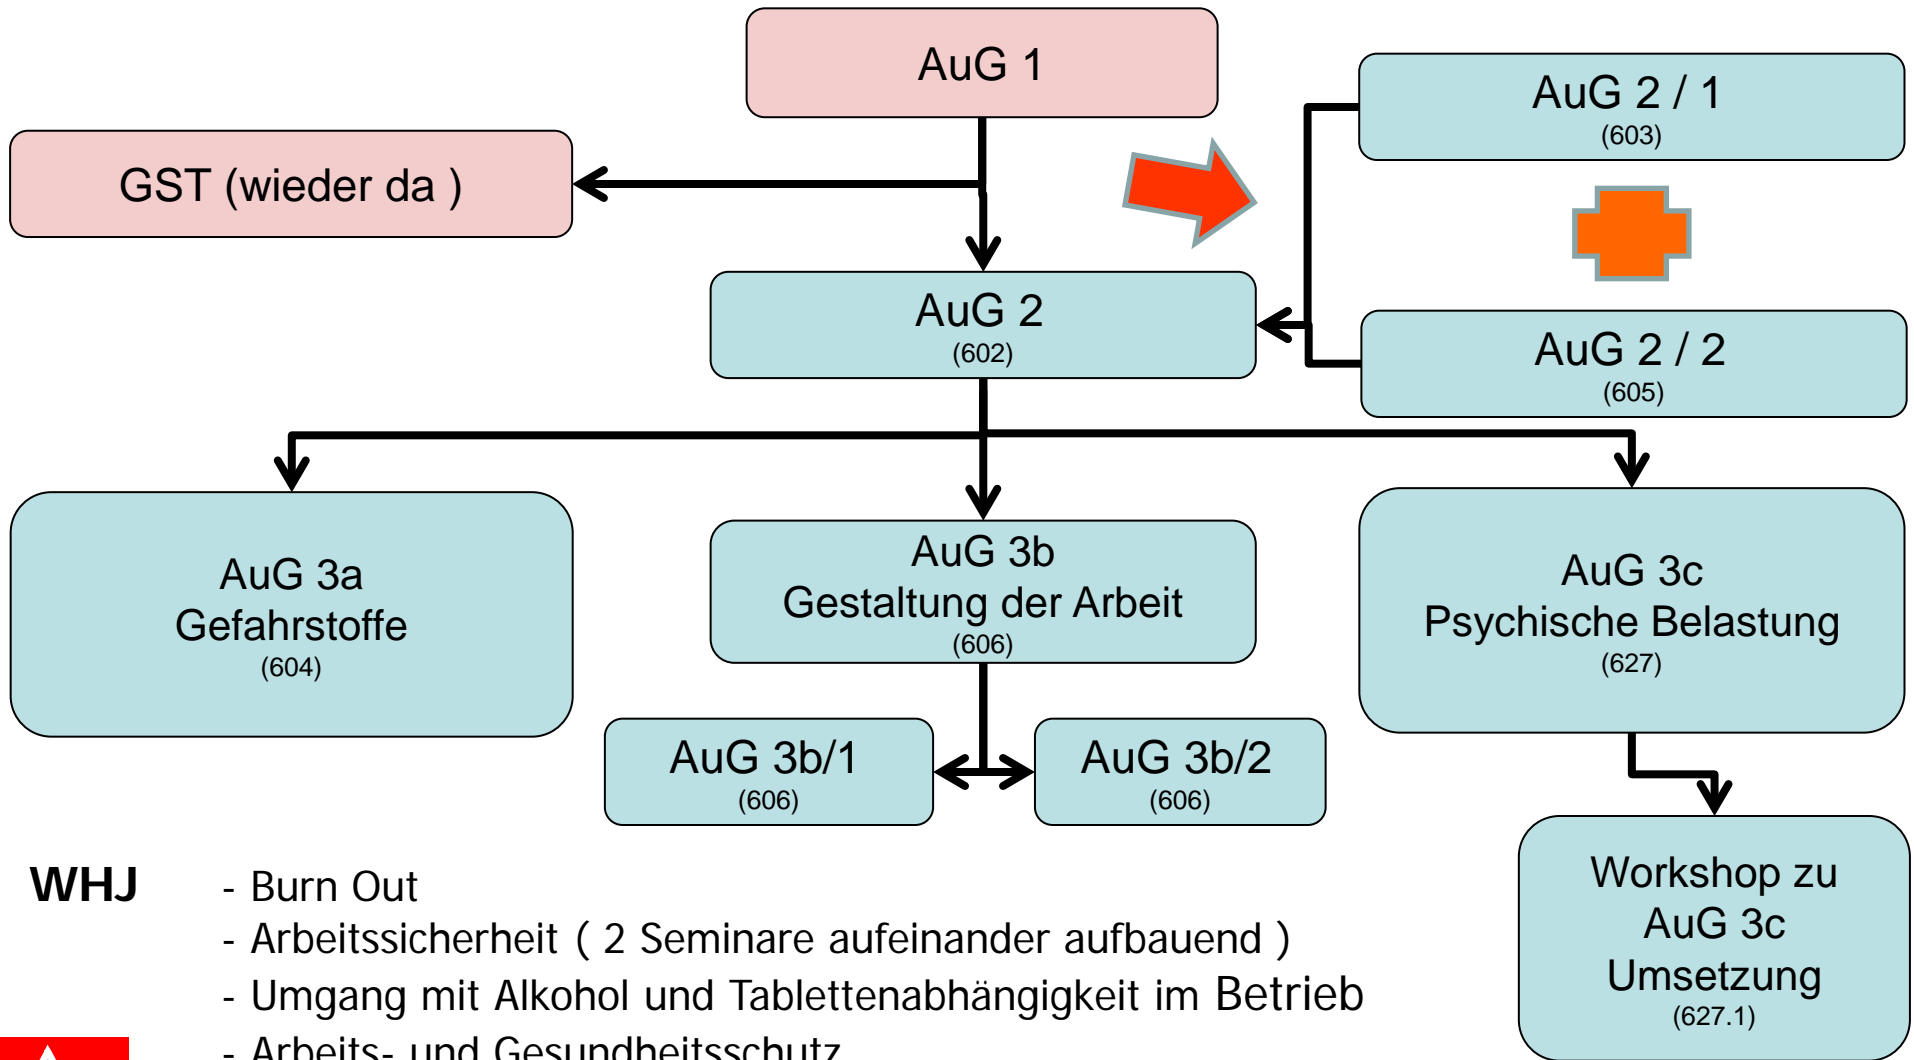 AuG 1
AuG 2 / 1
(603)
GST (wieder da )
AuG 2
(602)
AuG 2 / 2
(605)
AuG 3a
Gefahrstoffe
(604)
AuG 3b
Gestaltung der Arbeit
(606)
AuG 3c
Psychische Belastung
(627)
AuG 3b/1
(606)
AuG 3b/2
(606)
Workshop zu
AuG 3c
Umsetzung
(627.1)
WHJ - Burn Out
- Arbeitssicherheit ( 2 Seminare aufeinander aufbauend )
- Umgang mit Alkohol und Tablettenabhängigkeit im Betrieb
- Arbeits- und Gesundheitsschutz